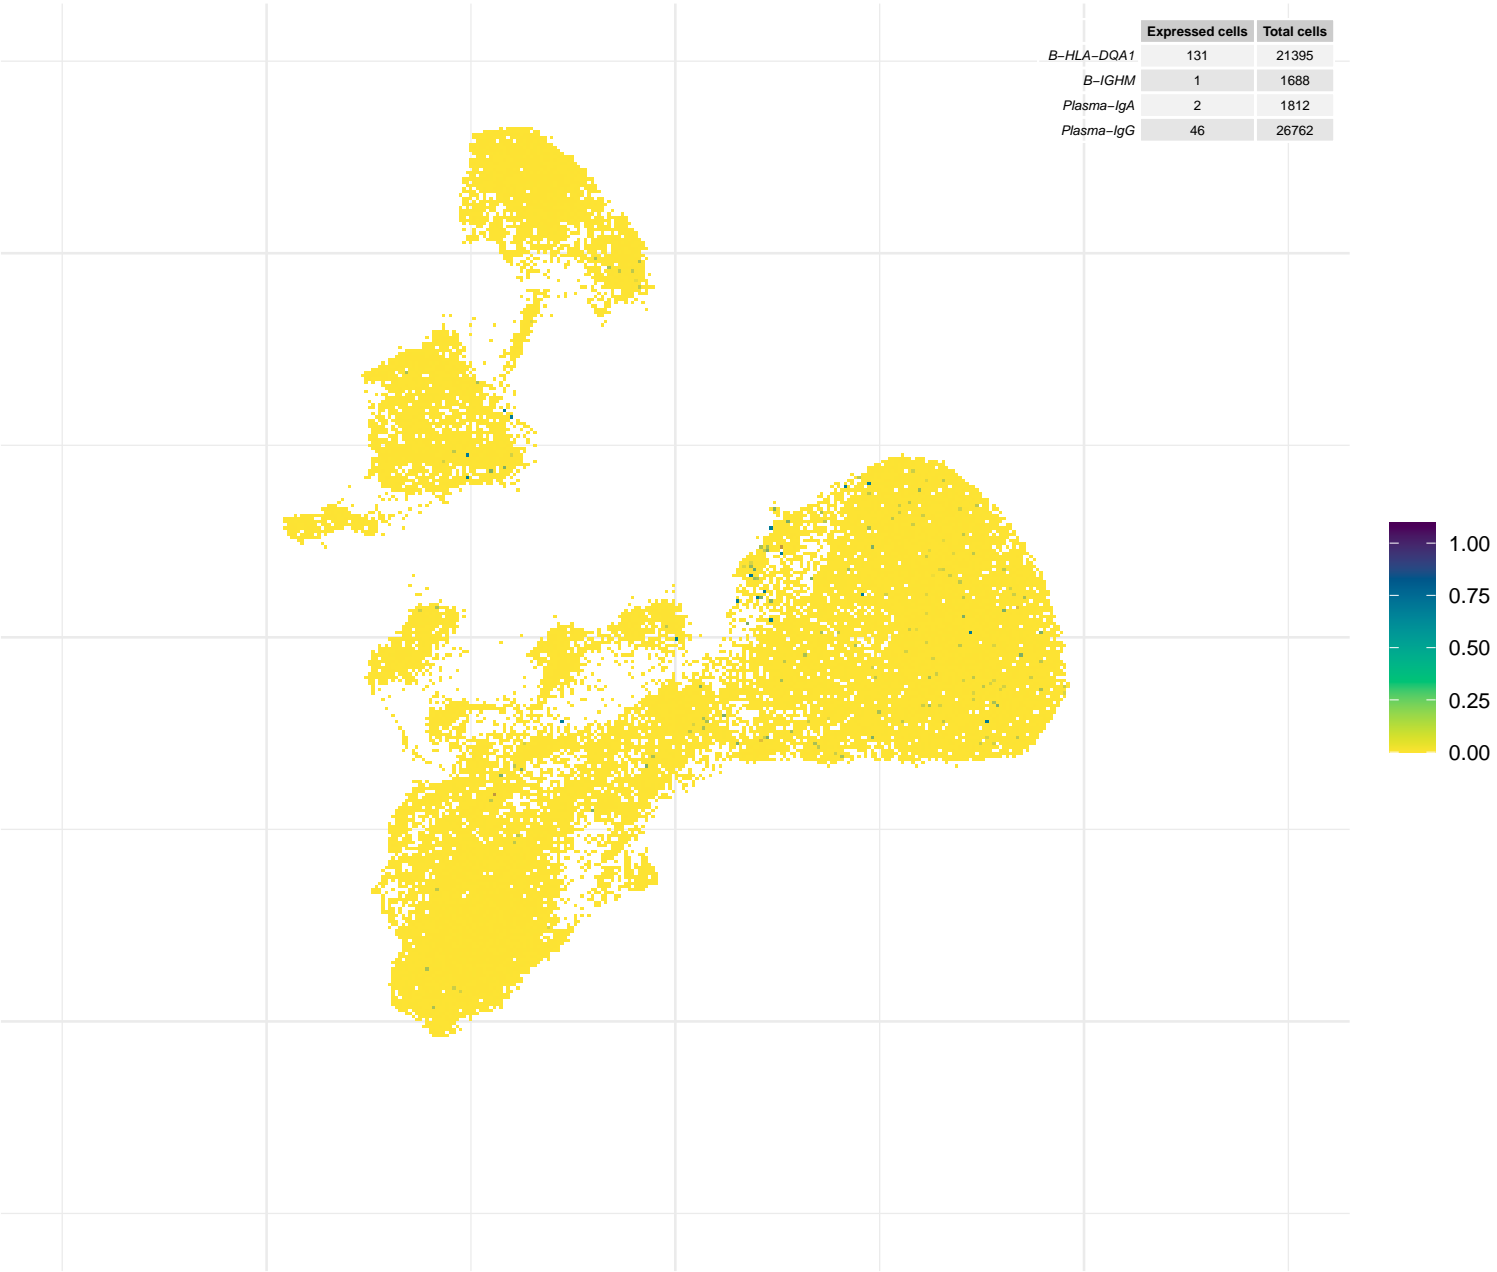 Expressed cells Total cells
B−HLA−DQA1 131 21395
B−IGHM 1 1688
Plasma−IgA 2 1812
Plasma−IgG 46 26762
1.00
0.75
0.50
0.25
0.00